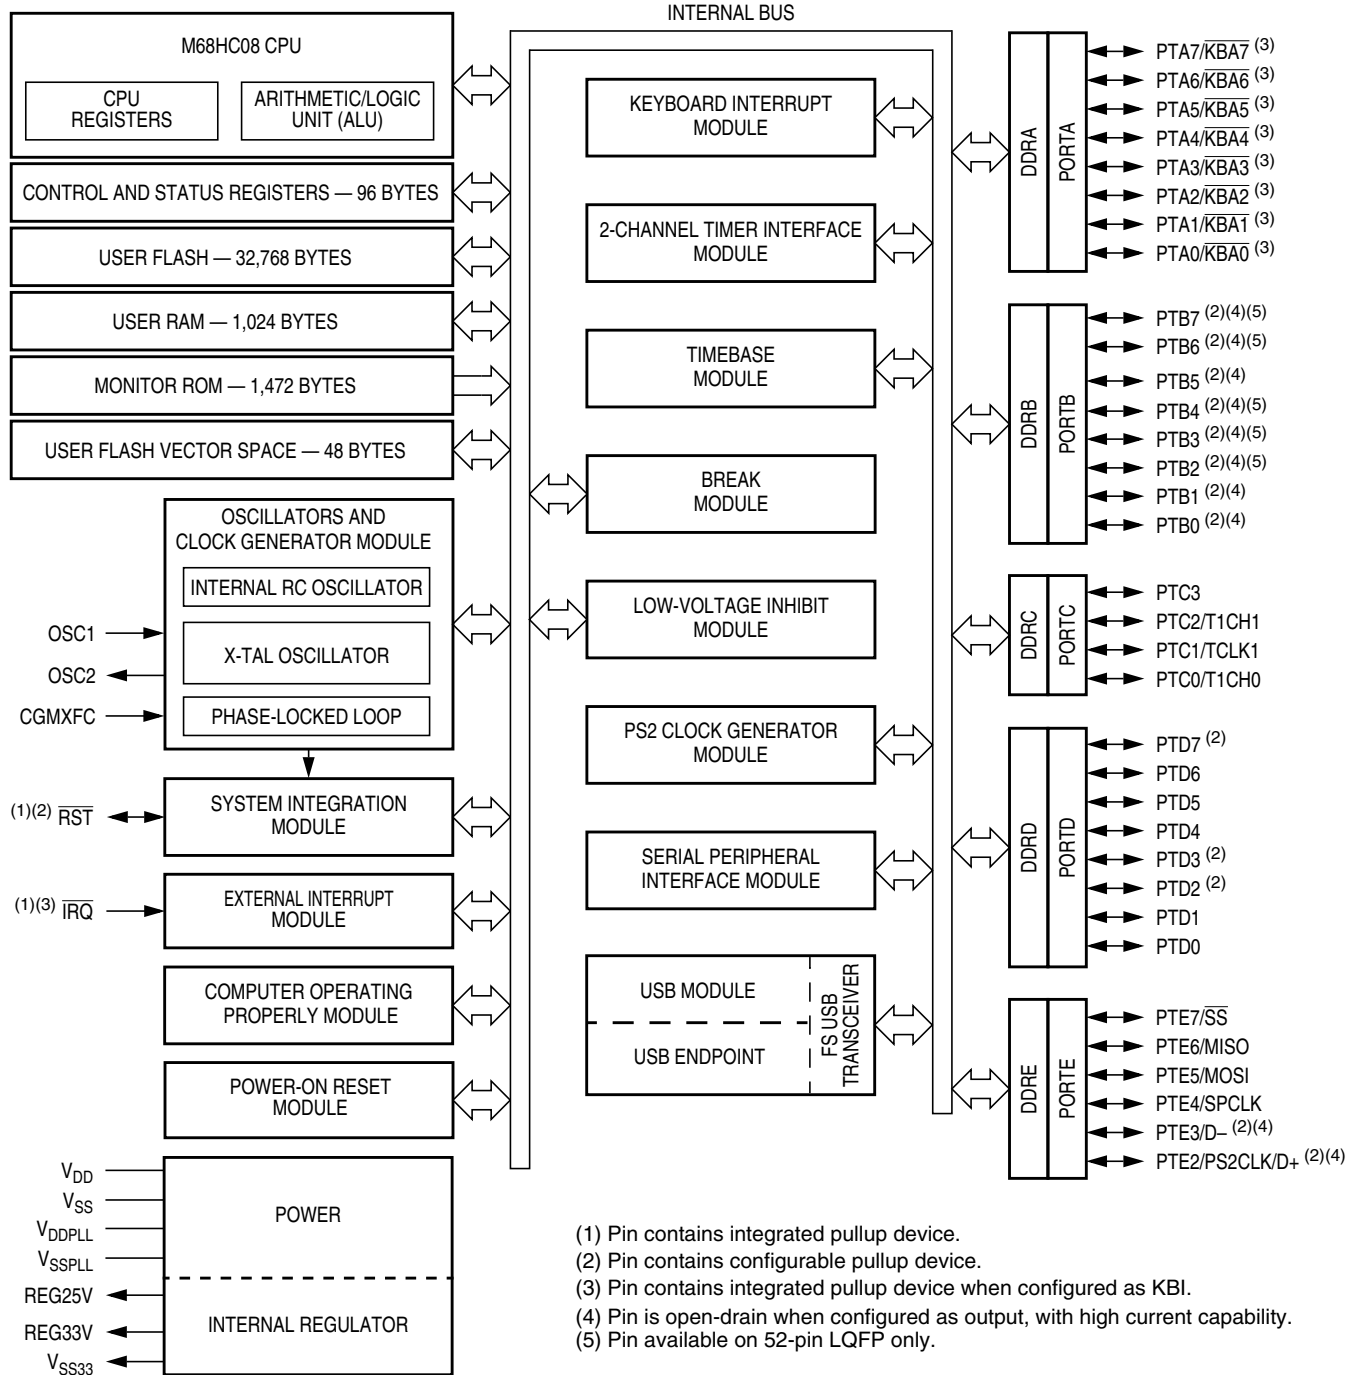 INTERNAL BUS
M68HC08 CPU
CPU
REGISTERS
ARITHMETIC/LOGIC
UNIT (ALU)
CONTROL AND STATUS REGISTERS — 96 BYTES
USER FLASH — 32,768 BYTES
USER RAM — 1,024 BYTES
MONITOR ROM — 1,472 BYTES
USER FLASH VECTOR SPACE — 48 BYTES
OSCILLATORS AND
CLOCK GENERATOR MODULE
INTERNAL RC OSCILLATOR
X-TAL OSCILLATOR
PHASE-LOCKED LOOP
OSC1
OSC2
CGMXFC
SYSTEM INTEGRATION
MODULE
(1)(2) R̅S̅T̅
EXTERNAL INTERRUPT
MODULE
(1)(3) I̅R̅Q̅
COMPUTER OPERATING
PROPERLY MODULE
POWER-ON RESET
MODULE
VDD
VSS
VDDPLL
VSSPLL
REG25V
REG33V
VSS33
POWER
INTERNAL REGULATOR
KEYBOARD INTERRUPT
MODULE
2-CHANNEL TIMER INTERFACE
MODULE
TIMEBASE
MODULE
BREAK
MODULE
LOW-VOLTAGE INHIBIT
MODULE
PS2 CLOCK GENERATOR
MODULE
SERIAL PERIPHERAL
INTERFACE MODULE
USB MODULE
USB ENDPOINT
FS USB
TRANSCEIVER
DDRA
PORTA
PTA7/K̅B̅A̅7̅ (3)
PTA6/K̅B̅A̅6̅ (3)
PTA5/K̅B̅A̅5̅ (3)
PTA4/K̅B̅A̅4̅ (3)
PTA3/K̅B̅A̅3̅ (3)
PTA2/K̅B̅A̅2̅ (3)
PTA1/K̅B̅A̅1̅ (3)
PTA0/K̅B̅A̅0̅ (3)
DDRB
PORTB
PTB7 (2)(4)(5)
PTB6 (2)(4)(5)
PTB5 (2)(4)
PTB4 (2)(4)(5)
PTB3 (2)(4)(5)
PTB2 (2)(4)(5)
PTB1 (2)(4)
PTB0 (2)(4)
DDRC
PORTC
PTC3
PTC2/T1CH1
PTC1/TCLK1
PTC0/T1CH0
DDRD
PORTD
PTD7 (2)
PTD6
PTD5
PTD4
PTD3 (2)
PTD2 (2)
PTD1
PTD0
DDRE
PORTE
PTE7/S̅S̅
PTE6/MISO
PTE5/MOSI
PTE4/SPCLK
PTE3/D– (2)(4)
PTE2/PS2CLK/D+ (2)(4)
(1) Pin contains integrated pullup device.
(2) Pin contains configurable pullup device.
(3) Pin contains integrated pullup device when configured as KBI.
(4) Pin is open-drain when configured as output, with high current capability.
(5) Pin available on 52-pin LQFP only.